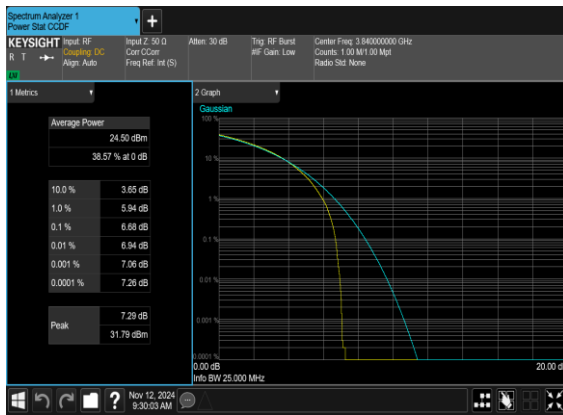 Spectrum Analyzer 1
Power Stat CCDF
+
KEYSIGHT
R T
LXI
Input: RF
Coupling: DC
Align: Auto
Input Z: 50 Ω
Corr CCorr
Freq Ref: Int (S)
Atten: 30 dB
Trig: RF Burst
#IF Gain: Low
Center Freq: 3.840000000 GHz
Counts: 1.00 M/1.00 Mpt
Radio Std: None
1 Metrics
Average Power
24.50 dBm
38.57 % at 0 dB
10.0 % 3.65 dB
1.0 % 5.94 dB
0.1 % 6.68 dB
0.01 % 6.94 dB
0.001 % 7.06 dB
0.0001 % 7.26 dB
Peak
7.29 dB
31.79 dBm
2 Graph
Gaussian
100 %
10 %
1 %
0.1 %
0.01 %
0.001 %
0.0001 %
0.00 dB
20.00 d
Info BW 25.000 MHz
?
Nov 12, 2024
9:30:03 AM